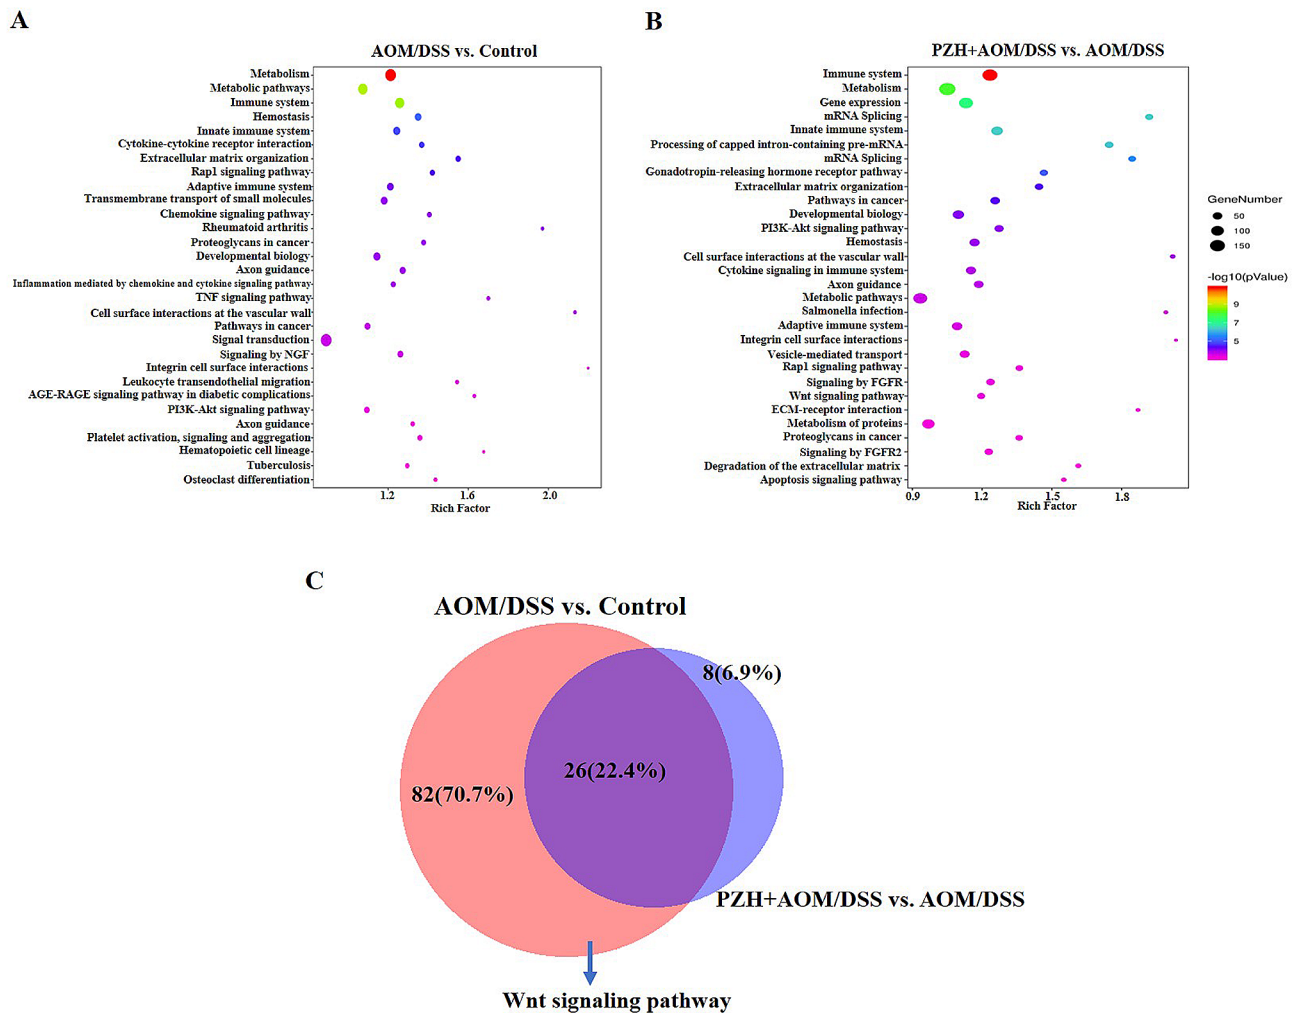 A
AOM/DSS vs. Control
Metabolism
Metabolic pathways
Immune system
Hemostasis
Innate immune system
Cytokine-cytokine receptor interaction
Extracellular matrix organization
Rap1 signaling pathway
Adaptive immune system
Transmembrane transport of small molecules
Chemokine signaling pathway
Rheumatoid arthritis
Proteoglycans in cancer
Developmental biology
Axon guidance
Inflammation mediated by chemokine and cytokine signaling pathway
TNF signaling pathway
Cell surface interactions at the vascular wall
Pathways in cancer
Signal transduction
Signaling by NGF
Integrin cell surface interactions
Leukocyte transendothelial migration
AGE-RAGE signaling pathway in diabetic complications
PI3K-Akt signaling pathway
Axon guidance
Platelet activation, signaling and aggregation
Hematopoietic cell lineage
Tuberculosis
Osteoclast differentiation
1.2 1.6 2.0
Rich Factor
B
PZH+AOM/DSS vs. AOM/DSS
Immune system
Metabolism
Gene expression
mRNA Splicing
Innate immune system
Processing of capped intron-containing pre-mRNA
mRNA Splicing
Gonadotropin-releasing hormone receptor pathway
Extracellular matrix organization
Pathways in cancer
Developmental biology
PI3K-Akt signaling pathway
Hemostasis
Cell surface interactions at the vascular wall
Cytokine signaling in immune system
Axon guidance
Metabolic pathways
Salmonella infection
Adaptive immune system
Integrin cell surface interactions
Vesicle-mediated transport
Rap1 signaling pathway
Signaling by FGFR
Wnt signaling pathway
ECM-receptor interaction
Metabolism of proteins
Proteoglycans in cancer
Signaling by FGFR2
Degradation of the extracellular matrix
Apoptosis signaling pathway
0.9 1.2 1.5 1.8
Rich Factor
GeneNumber
50
100
150
-log10(pValue)
9
7
5
C
AOM/DSS vs. Control
8(6.9%)
26(22.4%)
82(70.7%)
PZH+AOM/DSS vs. AOM/DSS
Wnt signaling pathway